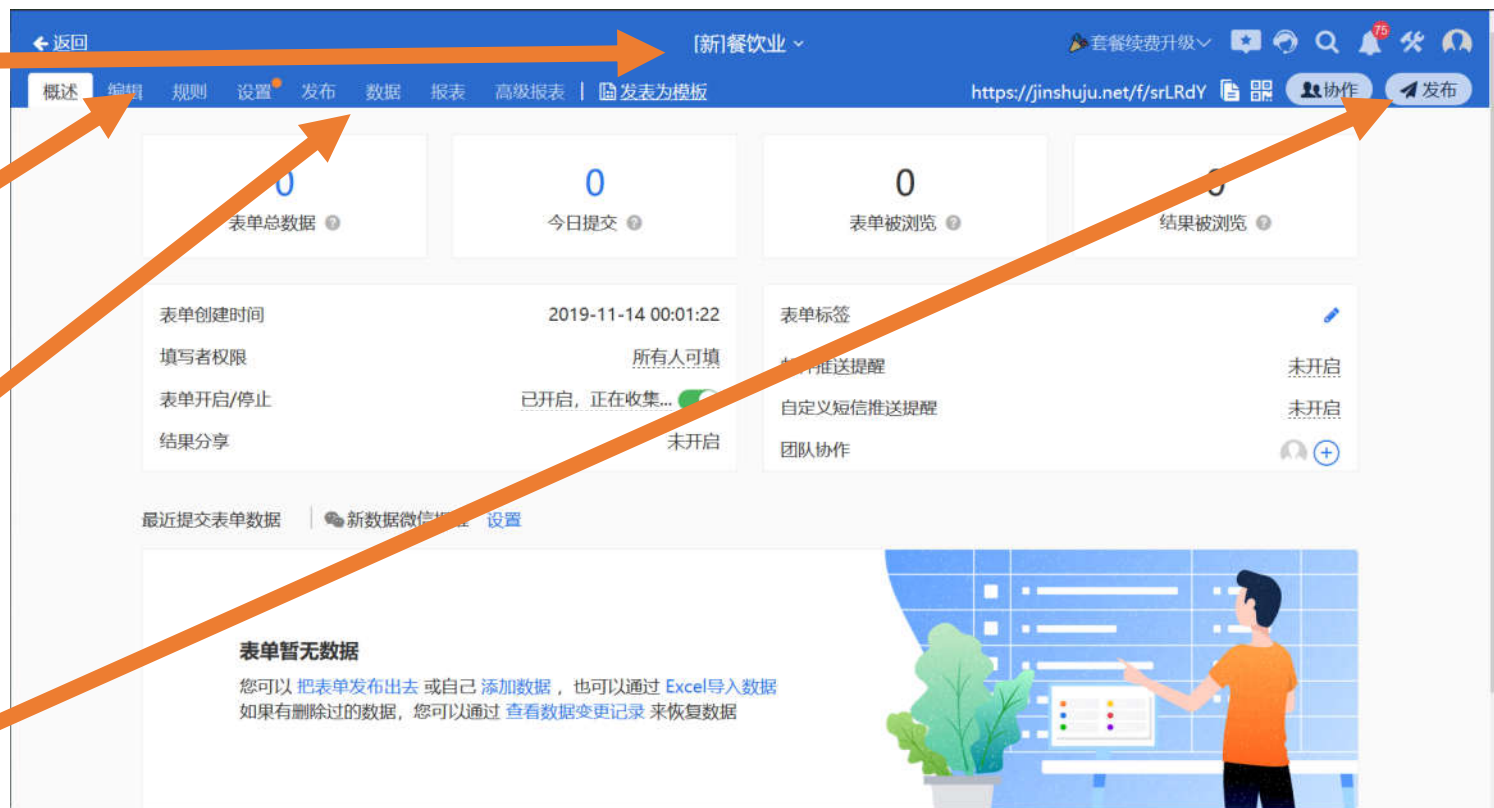 返回
[新]餐饮业
套餐续费升级
75
概述 编辑 规则 设置 发布 数据 报表 高级报表 | 发表为模板
https://jinshuju.net/f/srLRdY
协作
发布
0
表单总数据
0
今日提交
0
表单被浏览
0
结果被浏览
表单创建时间 2019-11-14 00:01:22
填写者权限 所有人可填
表单开启/停止 已开启，正在收集...
结果分享 未开启
表单标签
推送提醒 未开启
自定义短信推送提醒 未开启
团队协作
最近提交表单数据 | 新数据微信 设置
表单暂无数据
您可以 把表单发布出去 或自己 添加数据 ，也可以通过 Excel导入数据
如果有删除过的数据，您可以通过 查看数据变更记录 来恢复数据